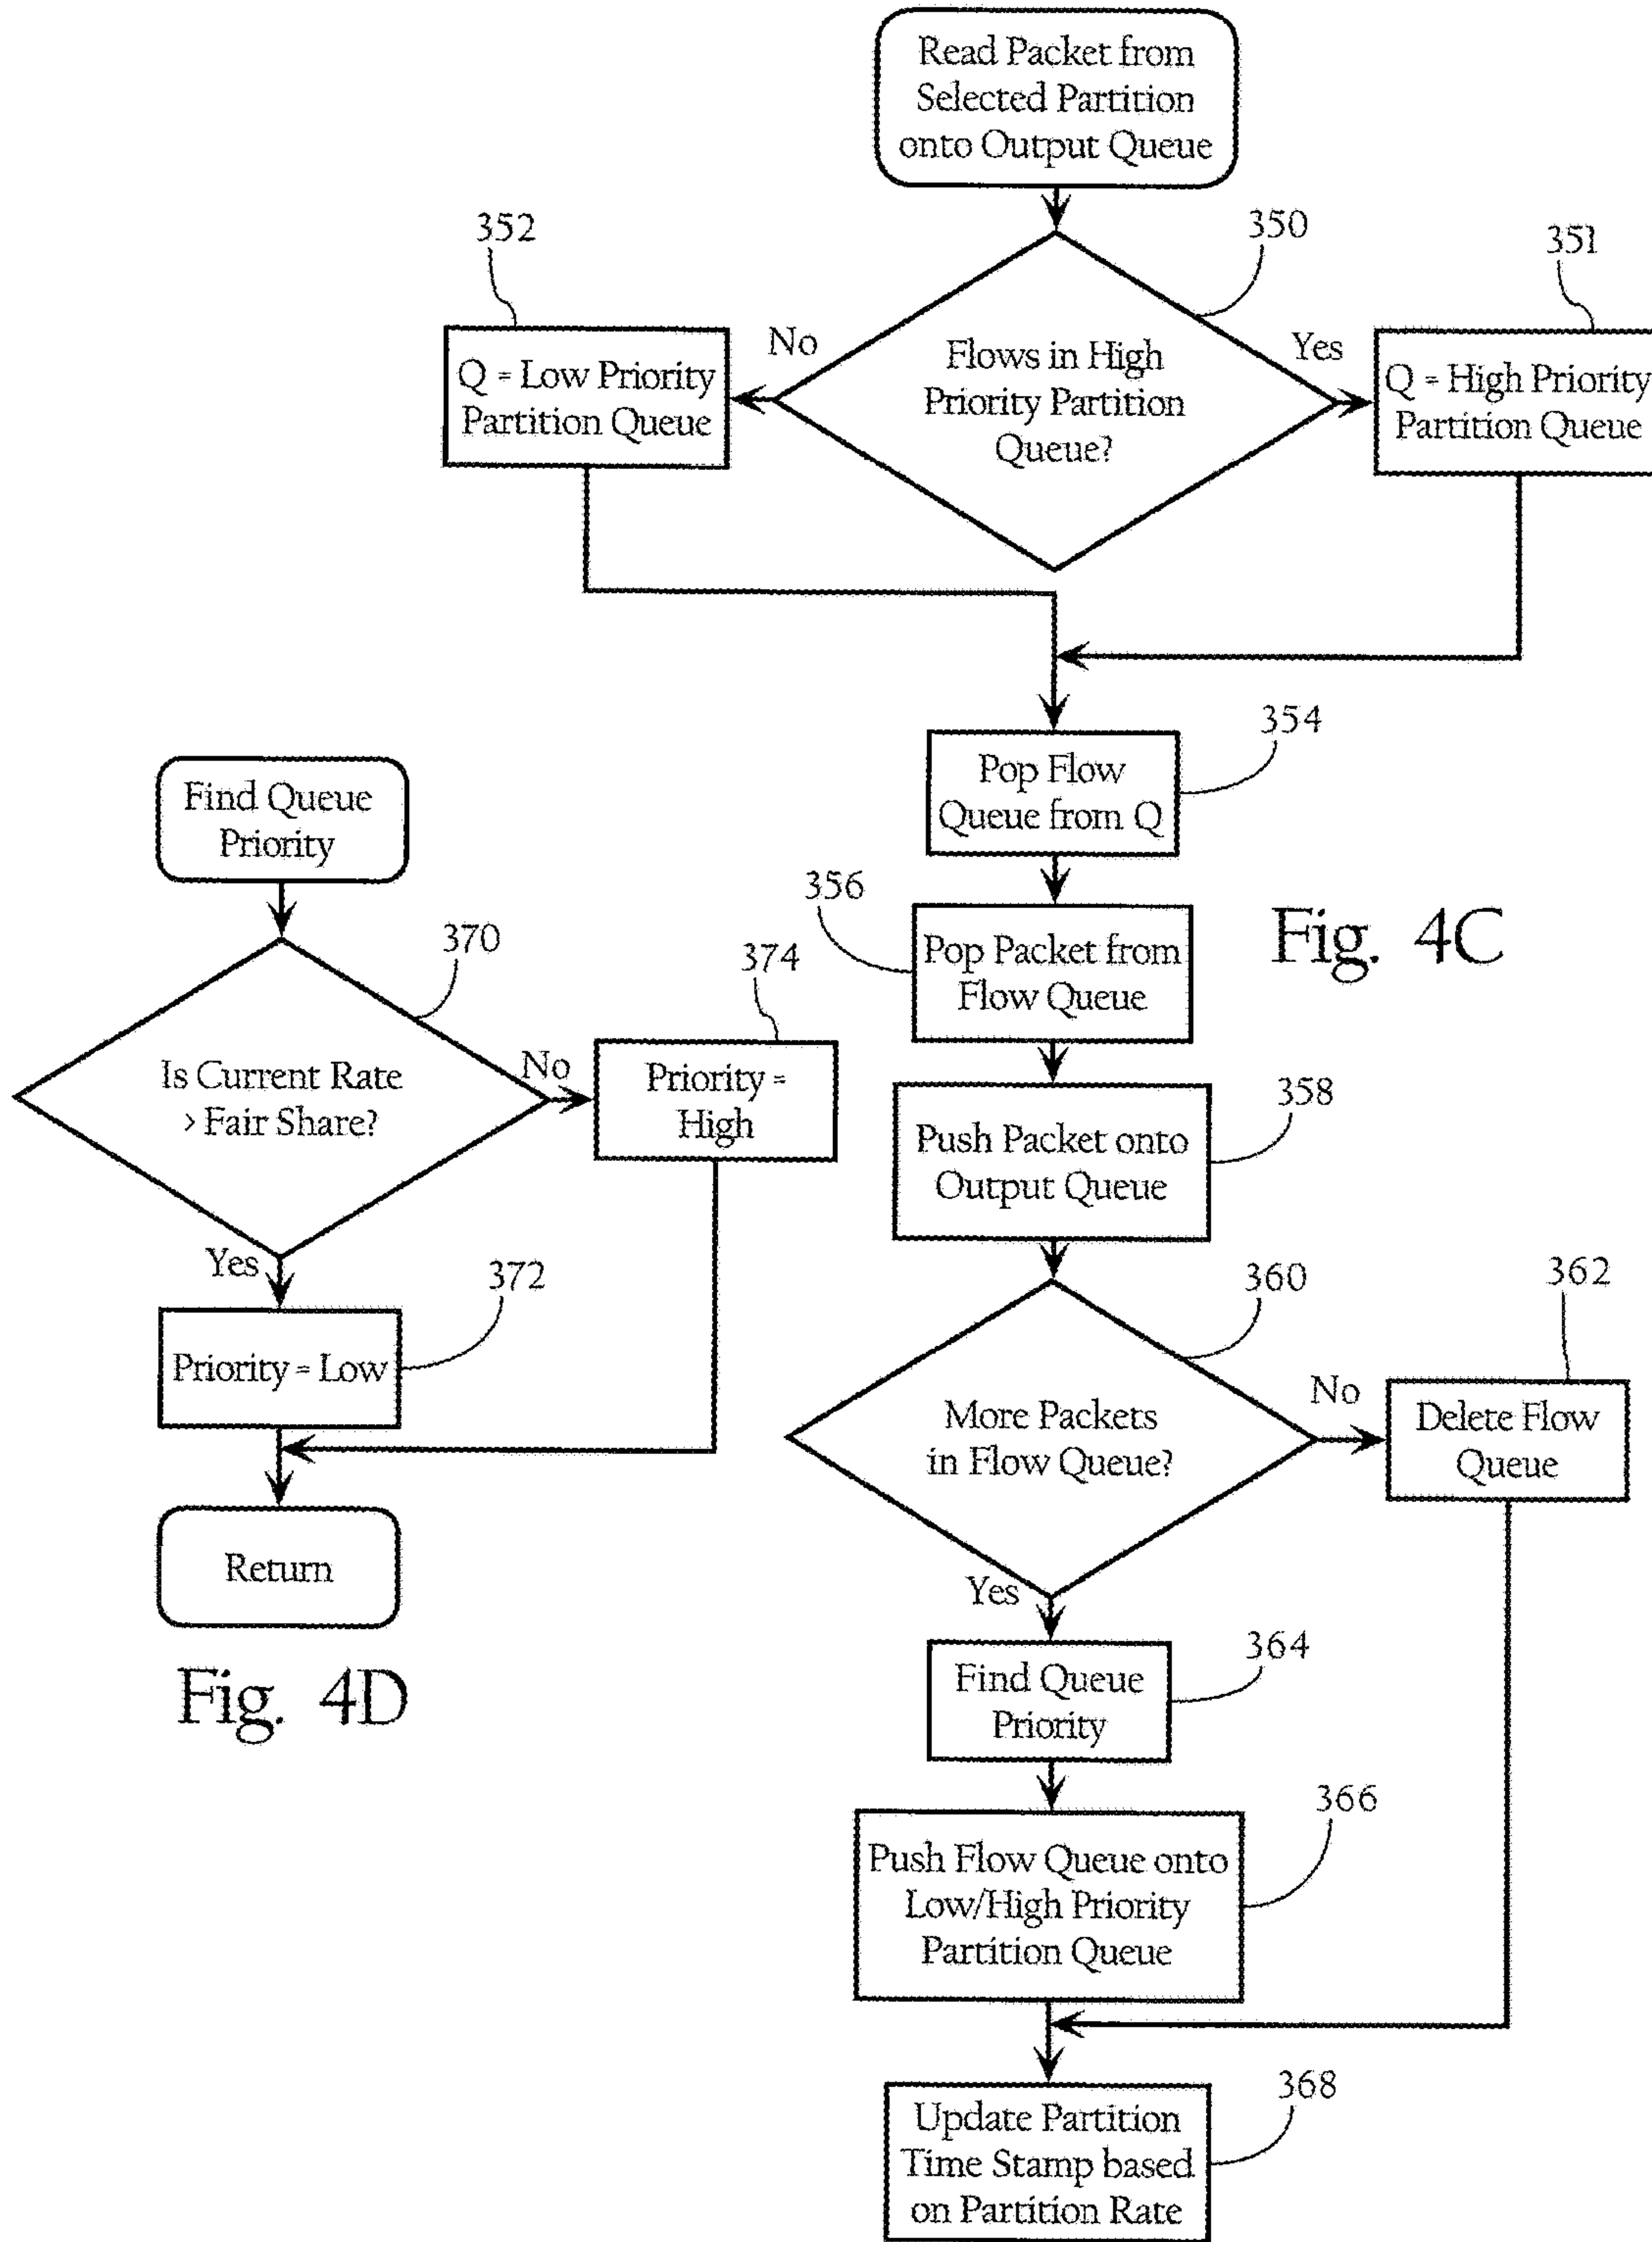 Read Packet from
Selected Partition
onto Output Queue
352
350
351
No
Yes
Q = Low Priority
Partition Queue
Flows in High
Priority Partition
Queue?
Q = High Priority
Partition Queue
354
Pop Flow
Queue from Q
356
Pop Packet from
Flow Queue
Fig. 4C
358
Push Packet onto
Output Queue
360
362
More Packets
in Flow Queue?
No
Delete Flow
Queue
Yes
364
Find Queue
Priority
366
Push Flow Queue onto
Low/High Priority
Partition Queue
368
Update Partition
Time Stamp based
on Partition Rate
Find Queue
Priority
370
374
Is Current Rate
> Fair Share?
No
Priority =
High
Yes
372
Priority = Low
Return
Fig. 4D